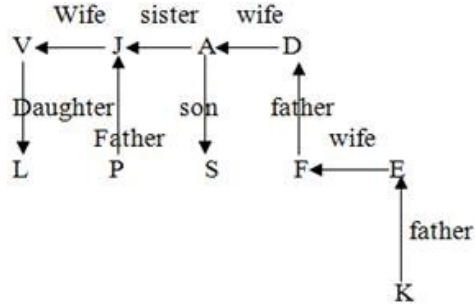 Wife sister wife
V J A D
Daughter son father
Father wife
L P S F E
father
K